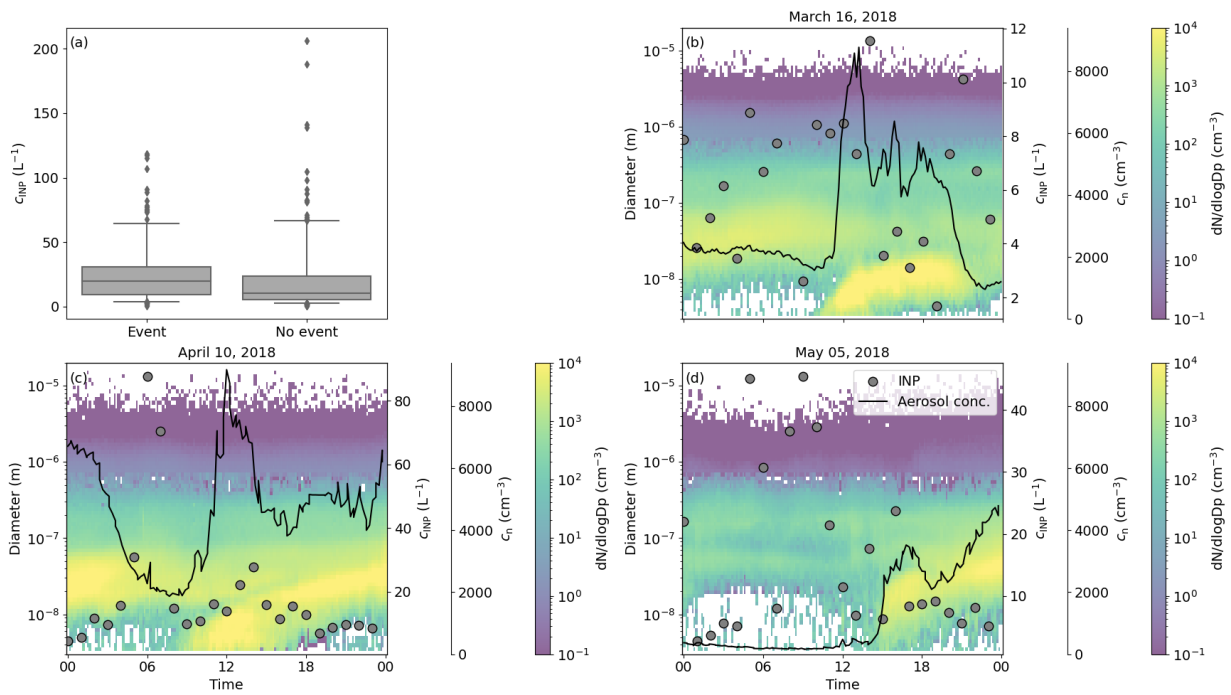 (a)
200
150
100
50
0
c_INP (L⁻¹)
Event
No event
March 16, 2018
(b)
10⁻⁵
10⁻⁶
10⁻⁷
10⁻⁸
Diameter (m)
12
10
8
6
4
2
c_INP (L⁻¹)
8000
6000
4000
2000
0
c_n (cm⁻³)
10⁴
10³
10²
10¹
10⁰
10⁻¹
dN/dlogDp (cm⁻³)
April 10, 2018
(c)
10⁻⁵
10⁻⁶
10⁻⁷
10⁻⁸
Diameter (m)
00
06
12
18
00
Time
80
60
40
20
c_INP (L⁻¹)
8000
6000
4000
2000
0
c_n (cm⁻³)
10⁴
10³
10²
10¹
10⁰
10⁻¹
dN/dlogDp (cm⁻³)
May 05, 2018
(d)
INP
Aerosol conc.
10⁻⁵
10⁻⁶
10⁻⁷
10⁻⁸
Diameter (m)
00
06
12
18
00
Time
40
30
20
10
c_INP (L⁻¹)
8000
6000
4000
2000
0
c_n (cm⁻³)
10⁴
10³
10²
10¹
10⁰
10⁻¹
dN/dlogDp (cm⁻³)